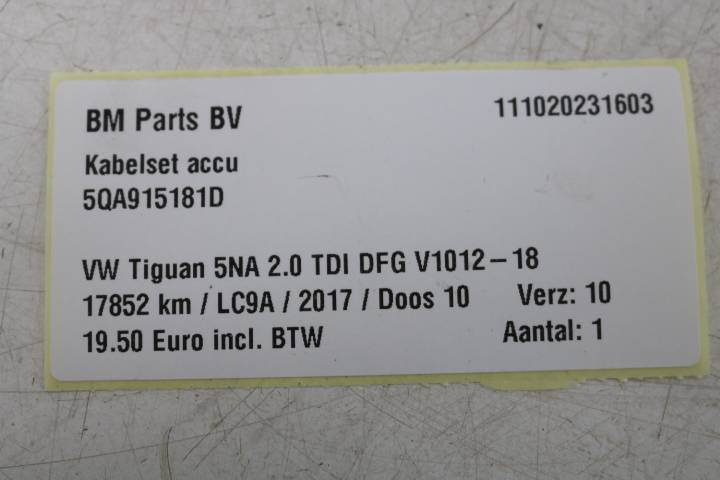 BM Parts BV 111020231603
Kabelset accu
5QA915181D
VW Tiguan 5NA 2.0 TDI DFG V1012-18
17852 km / LC9A / 2017 / Doos 10 Verz: 10
19.50 Euro incl. BTW Aantal: 1